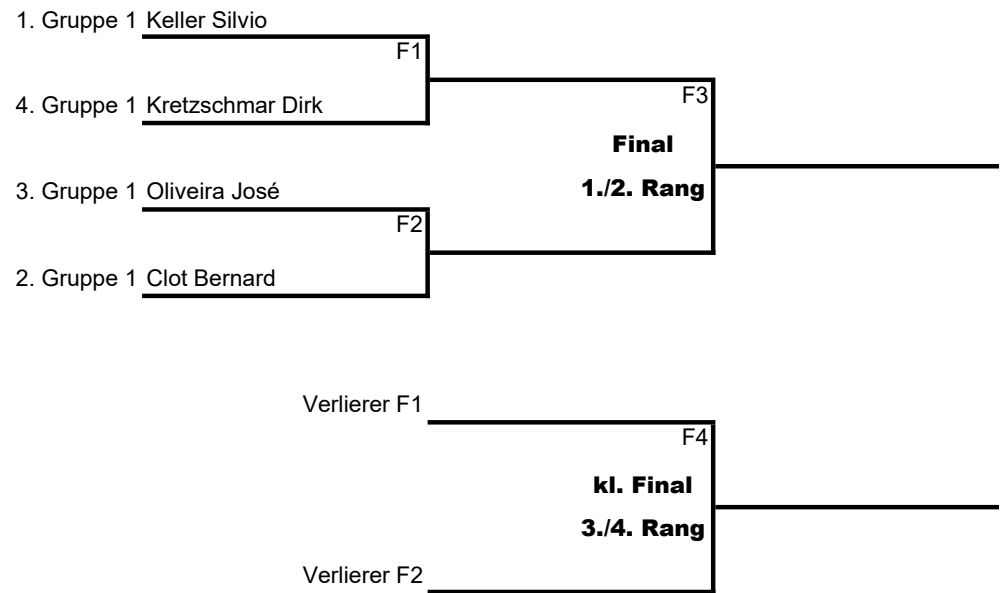 1. Gruppe 1 Keller Silvio
F1
F3
4. Gruppe 1 Kretzschmar Dirk
Final
1./2. Rang
3. Gruppe 1 Oliveira José
F2
2. Gruppe 1 Clot Bernard
Verlierer F1
F4
kl. Final
3./4. Rang
Verlierer F2